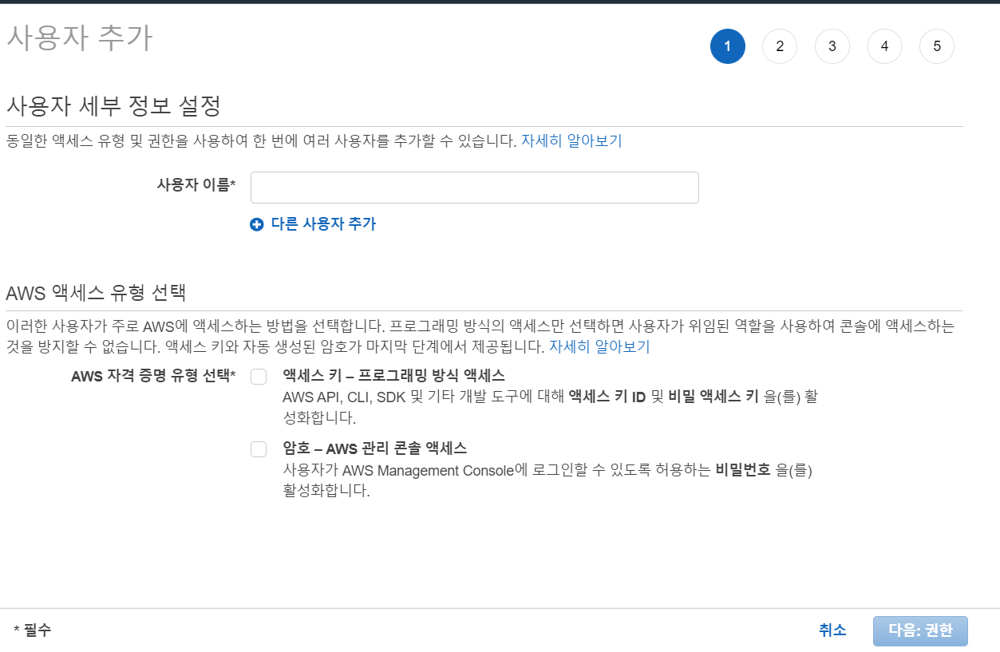 사용자 추가
1 2 3 4 5
사용자 세부 정보 설정
동일한 액세스 유형 및 권한을 사용하여 한 번에 여러 사용자를 추가할 수 있습니다. 자세히 알아보기
사용자 이름*
다른 사용자 추가
AWS 액세스 유형 선택
이러한 사용자가 주로 AWS에 액세스하는 방법을 선택합니다. 프로그래밍 방식의 액세스만 선택하면 사용자가 위임된 역할을 사용하여 콘솔에 액세스하는
것을 방지할 수 없습니다. 액세스 키와 자동 생성된 암호가 마지막 단계에서 제공됩니다. 자세히 알아보기
AWS 자격 증명 유형 선택* 액세스 키 – 프로그래밍 방식 액세스
AWS API, CLI, SDK 및 기타 개발 도구에 대해 액세스 키 ID 및 비밀 액세스 키 을(를) 활
성화합니다.
암호 – AWS 관리 콘솔 액세스
사용자가 AWS Management Console에 로그인할 수 있도록 허용하는 비밀번호 을(를)
활성화합니다.
* 필수 취소 다음: 권한